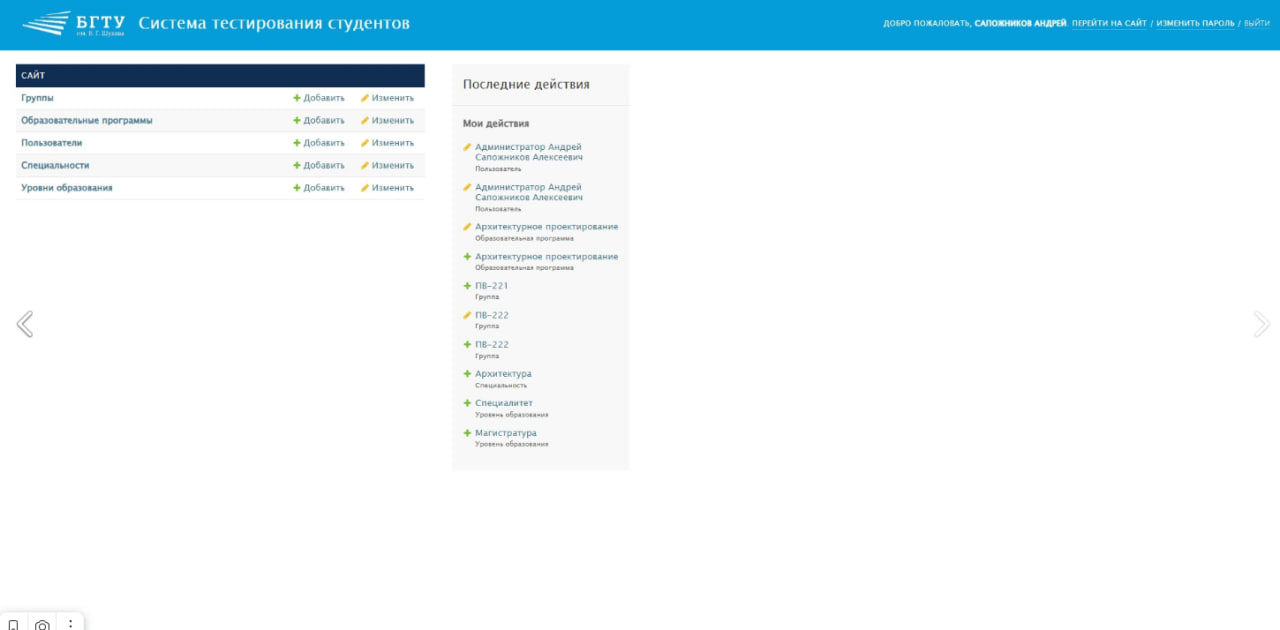 БГТУ
им. В. Г. Шухова
Система тестирования студентов
ДОБРО ПОЖАЛОВАТЬ, САПОЖНИКОВ АНДРЕЙ. ПЕРЕЙТИ НА САЙТ / ИЗМЕНИТЬ ПАРОЛЬ / ВЫЙТИ
САЙТ
Группы Добавить Изменить
Образовательные программы Добавить Изменить
Пользователи Добавить Изменить
Специальности Добавить Изменить
Уровни образования Добавить Изменить
Последние действия
Мои действия
Администратор Андрей
Сапожников Алексеевич
Пользователь
Администратор Андрей
Сапожников Алексеевич
Пользователь
Архитектурное проектирование
Образовательная программа
Архитектурное проектирование
Образовательная программа
ПВ-221
Группа
ПВ-222
Группа
ПВ-222
Группа
Архитектура
Специальность
Специалитет
Уровень образования
Магистратура
Уровень образования